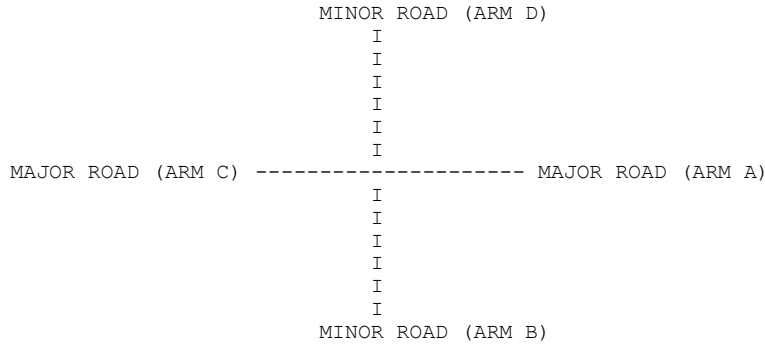 MINOR ROAD (ARM D)
I
I
I
I
I
I
MAJOR ROAD (ARM C) --------------------- MAJOR ROAD (ARM A)
I
I
I
I
I
I
MINOR ROAD (ARM B)